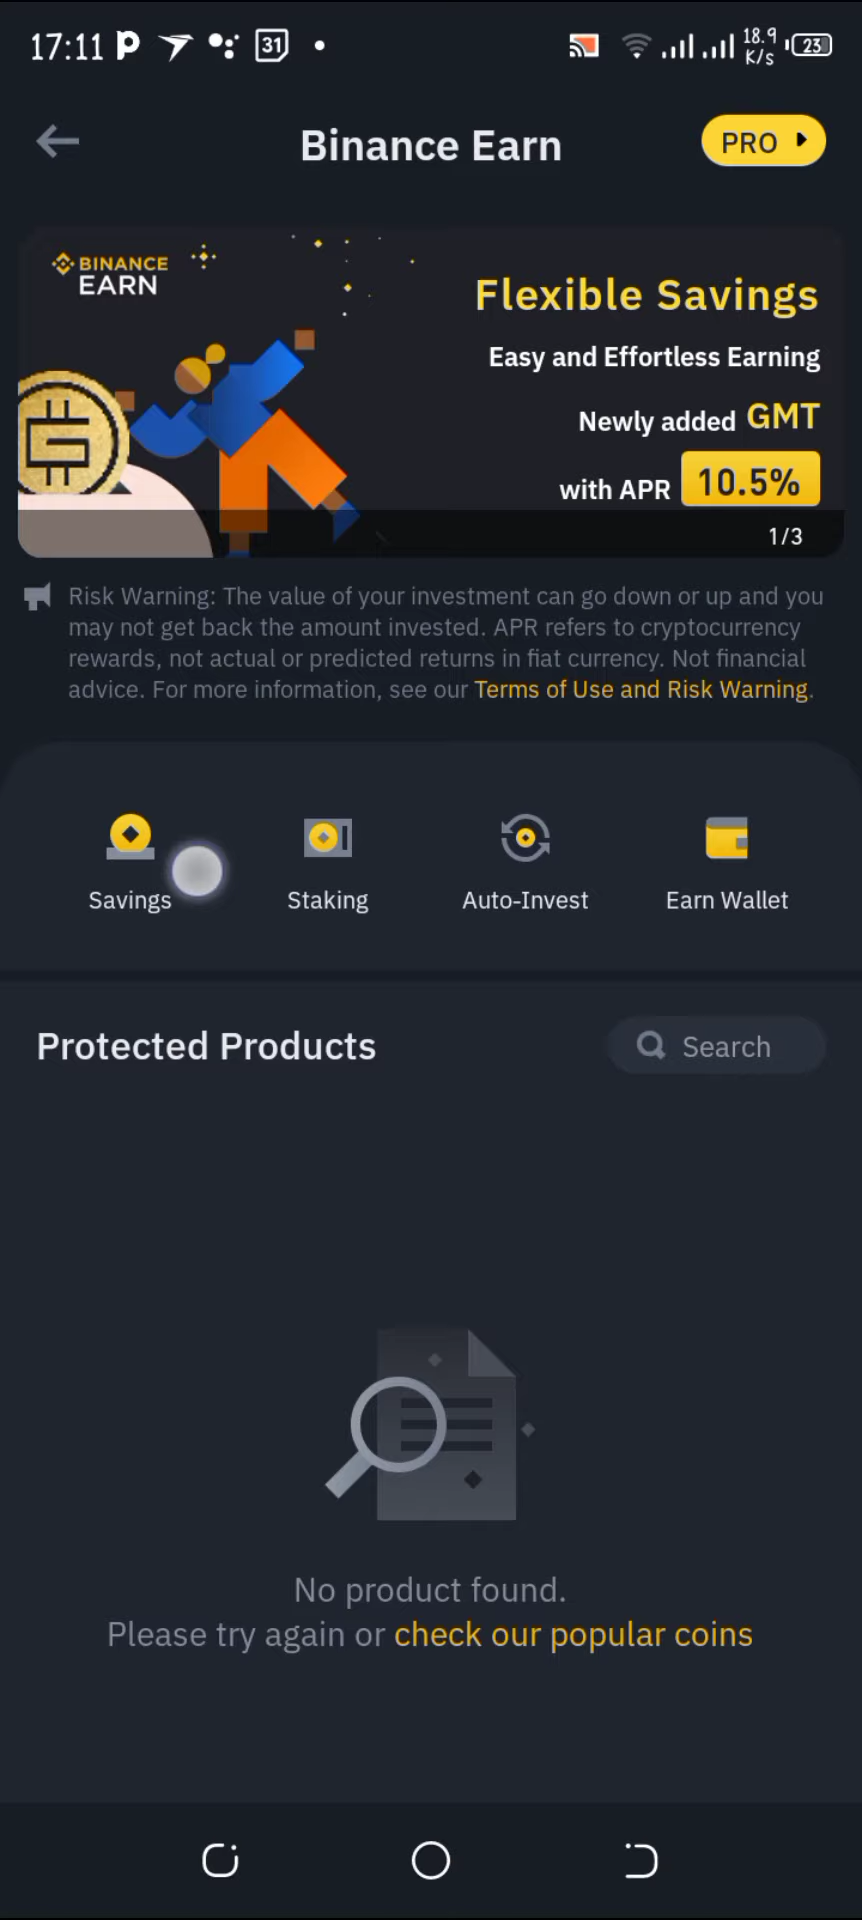 17:11
31
18.9
K/s
23
Binance Earn
PRO
BINANCE
EARN
Flexible Savings
Easy and Effortless Earning
Newly added GMT
with APR 10.5%
1/3
Risk Warning: The value of your investment can go down or up and you
may not get back the amount invested. APR refers to cryptocurrency
rewards, not actual or predicted returns in fiat currency. Not financial
advice. For more information, see our Terms of Use and Risk Warning.
Savings
Staking
Auto-Invest
Earn Wallet
Protected Products
Search
No product found.
Please try again or check our popular coins